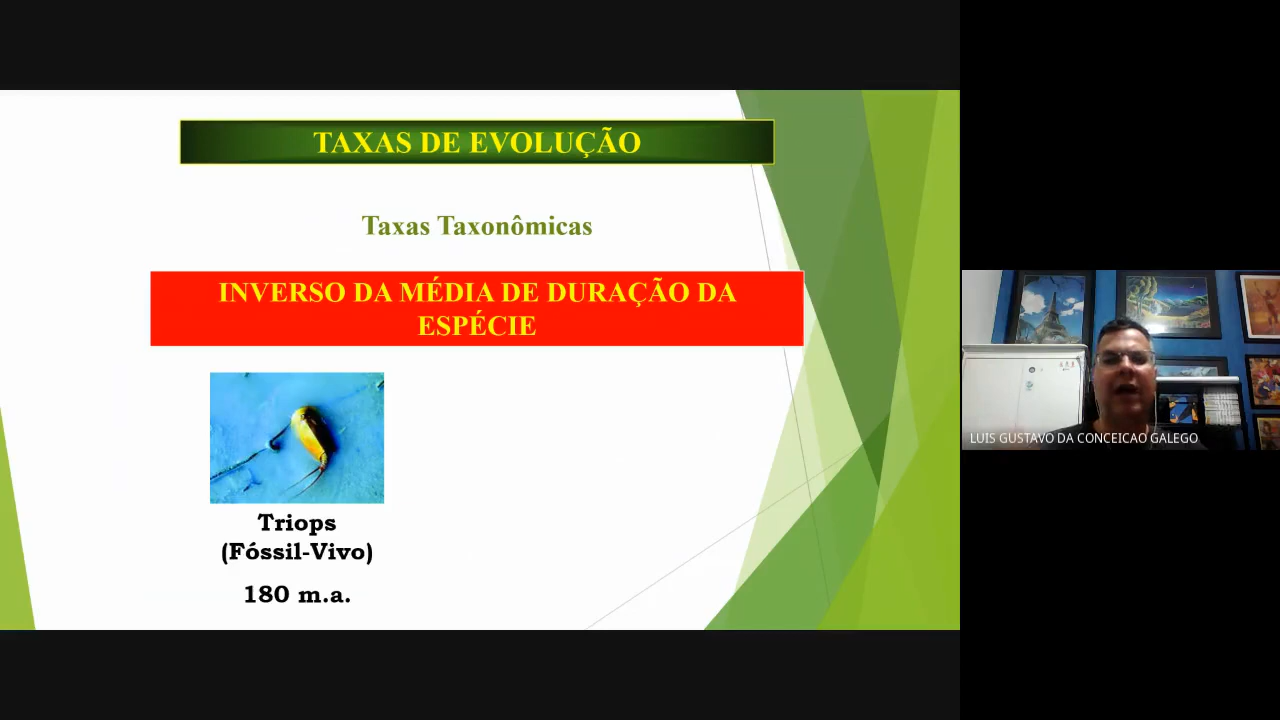 TAXAS DE EVOLUÇÃO
Taxas Taxonômicas
INVERSO DA MÉDIA DE DURAÇÃO DA
ESPÉCIE
Triops
(Fóssil-Vivo)
180 m.a.
LUIS GUSTAVO DA CONCEICAO GALEGO